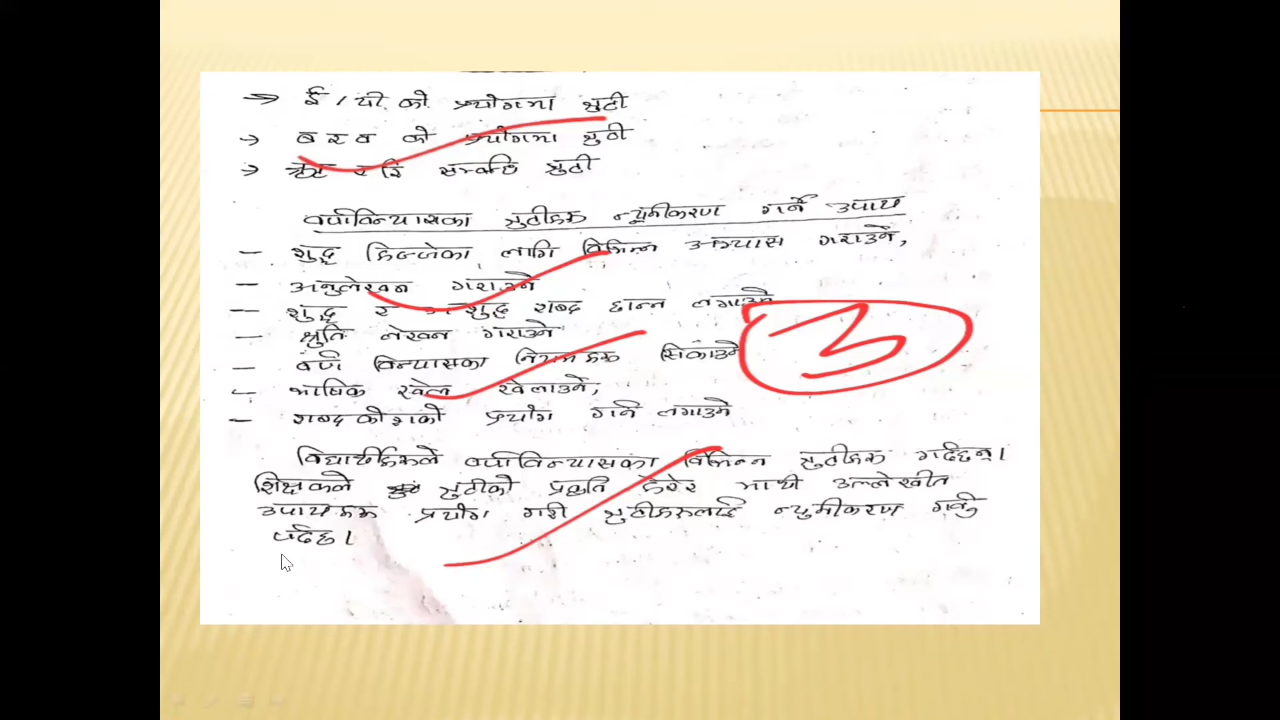 → ई / यी को प्रयोगमा त्रुटी
→ ब र व को प्रयोगमा त्रुटी
→ सम्बन्धि त्रुटी
वर्णविन्यासका त्रुटीहरू न्यूनीकरण गर्ने उपाय
– शुद्ध हिज्जेका लागि विभिन्न अभ्यास गराउने,
– अनुलेखन गराउने
– शुद्ध र अशुद्ध शब्द छान्न लगाउने
– श्रुति लेखन गराउने
– वर्ण विन्यासका नियमहरू सिकाउने
– भाषिक खेल खेलाउने,
– शब्दकोशको प्रयोग गर्न लगाउने
3
विद्यार्थीहरूले वर्णविन्यासका विभिन्न त्रुटीहरू गर्दछन्।
शिक्षकले त्रुटीको प्रकृति हेरेर माथी उल्लेखीत
उपायहरू प्रयोग गरी त्रुटीहरूलाई न्युनीकरण गर्नु
पर्दछ।